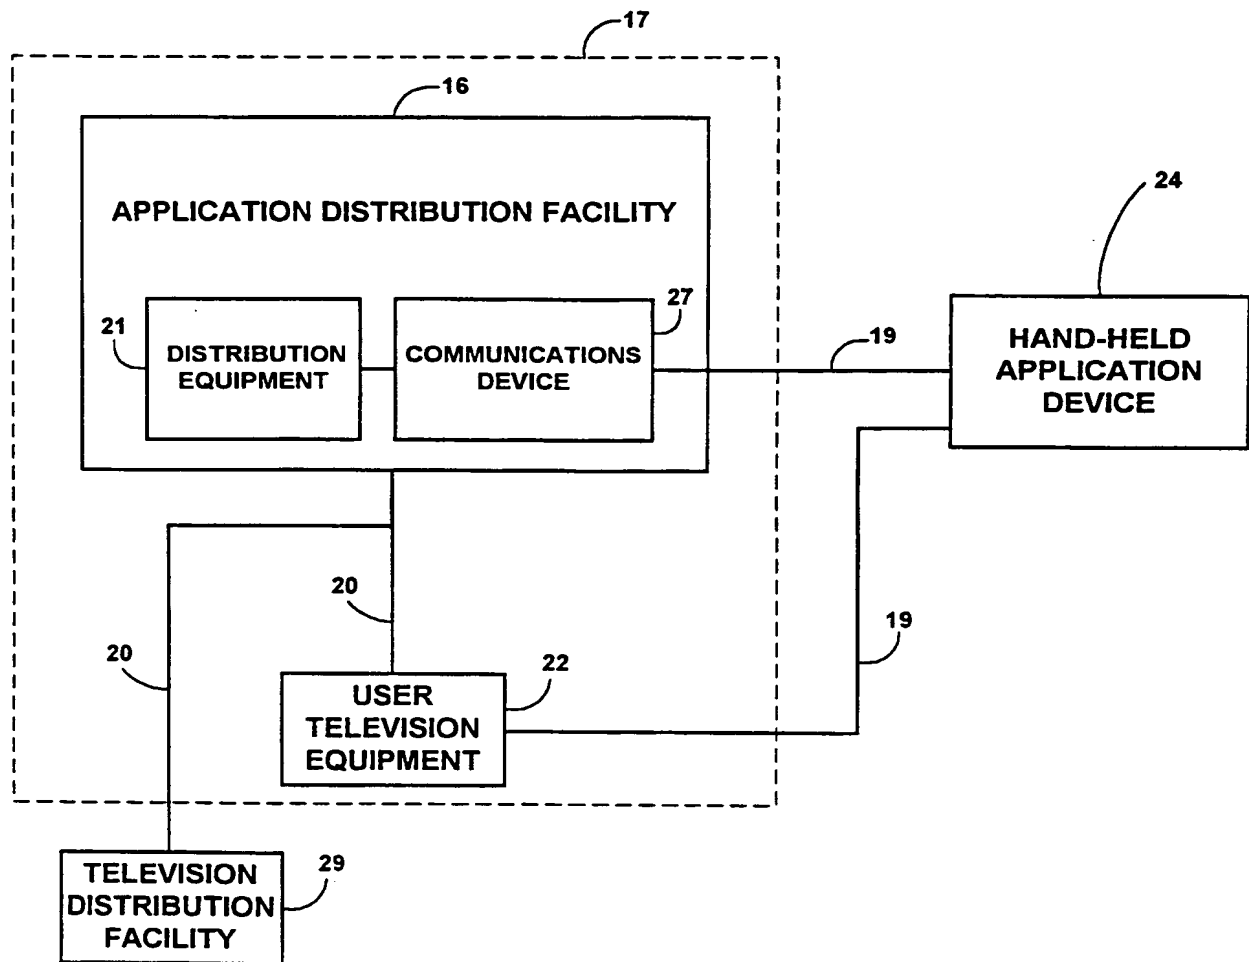 17
16
APPLICATION DISTRIBUTION FACILITY
24
21
DISTRIBUTION
EQUIPMENT
27
COMMUNICATIONS
DEVICE
19
HAND-HELD
APPLICATION
DEVICE
20
20
19
22
USER
TELEVISION
EQUIPMENT
29
TELEVISION
DISTRIBUTION
FACILITY